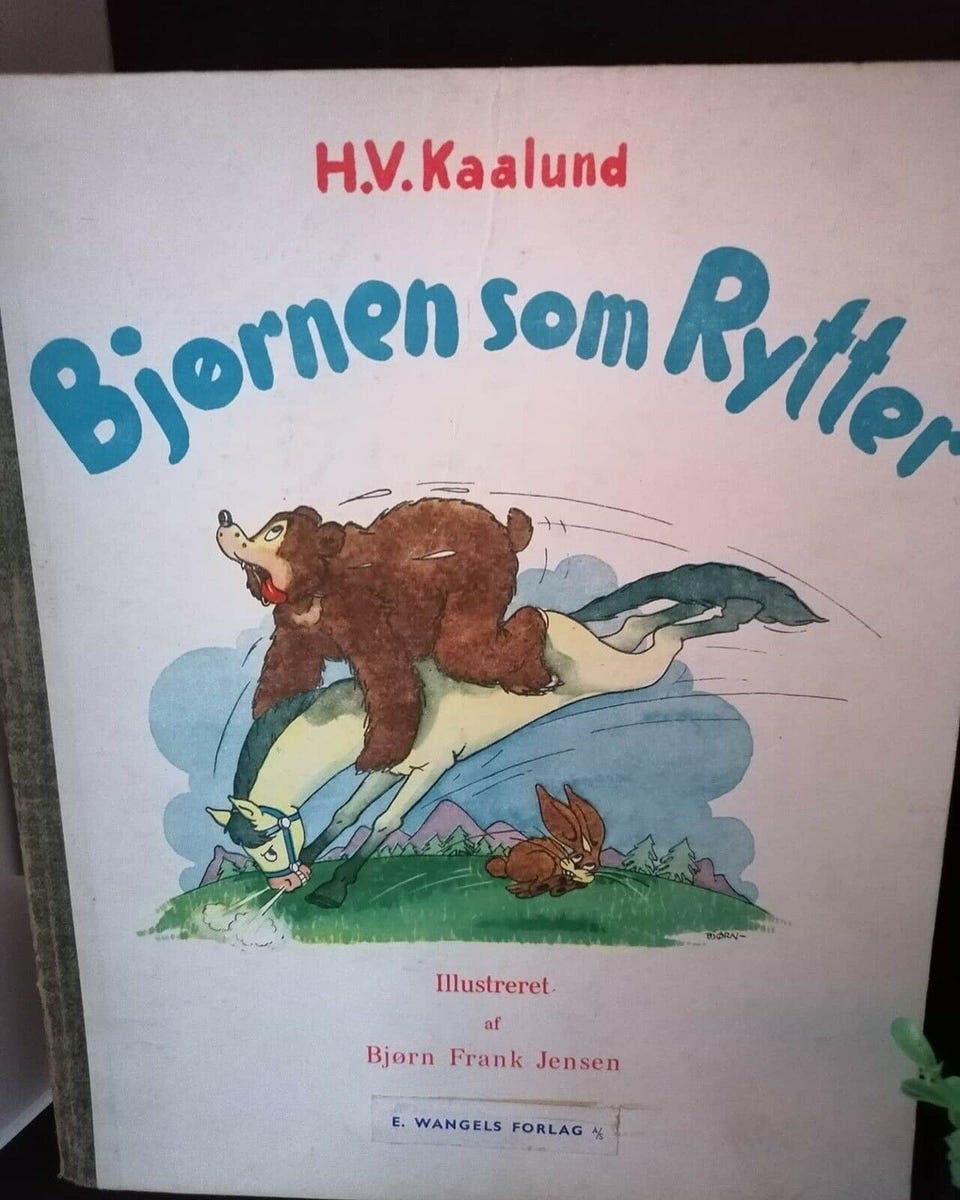 H.V. Kaalund
Bjørnen som Rytter
BJØRN-
Illustreret
af
Bjørn Frank Jensen
E. WANGELS FORLAG A/S